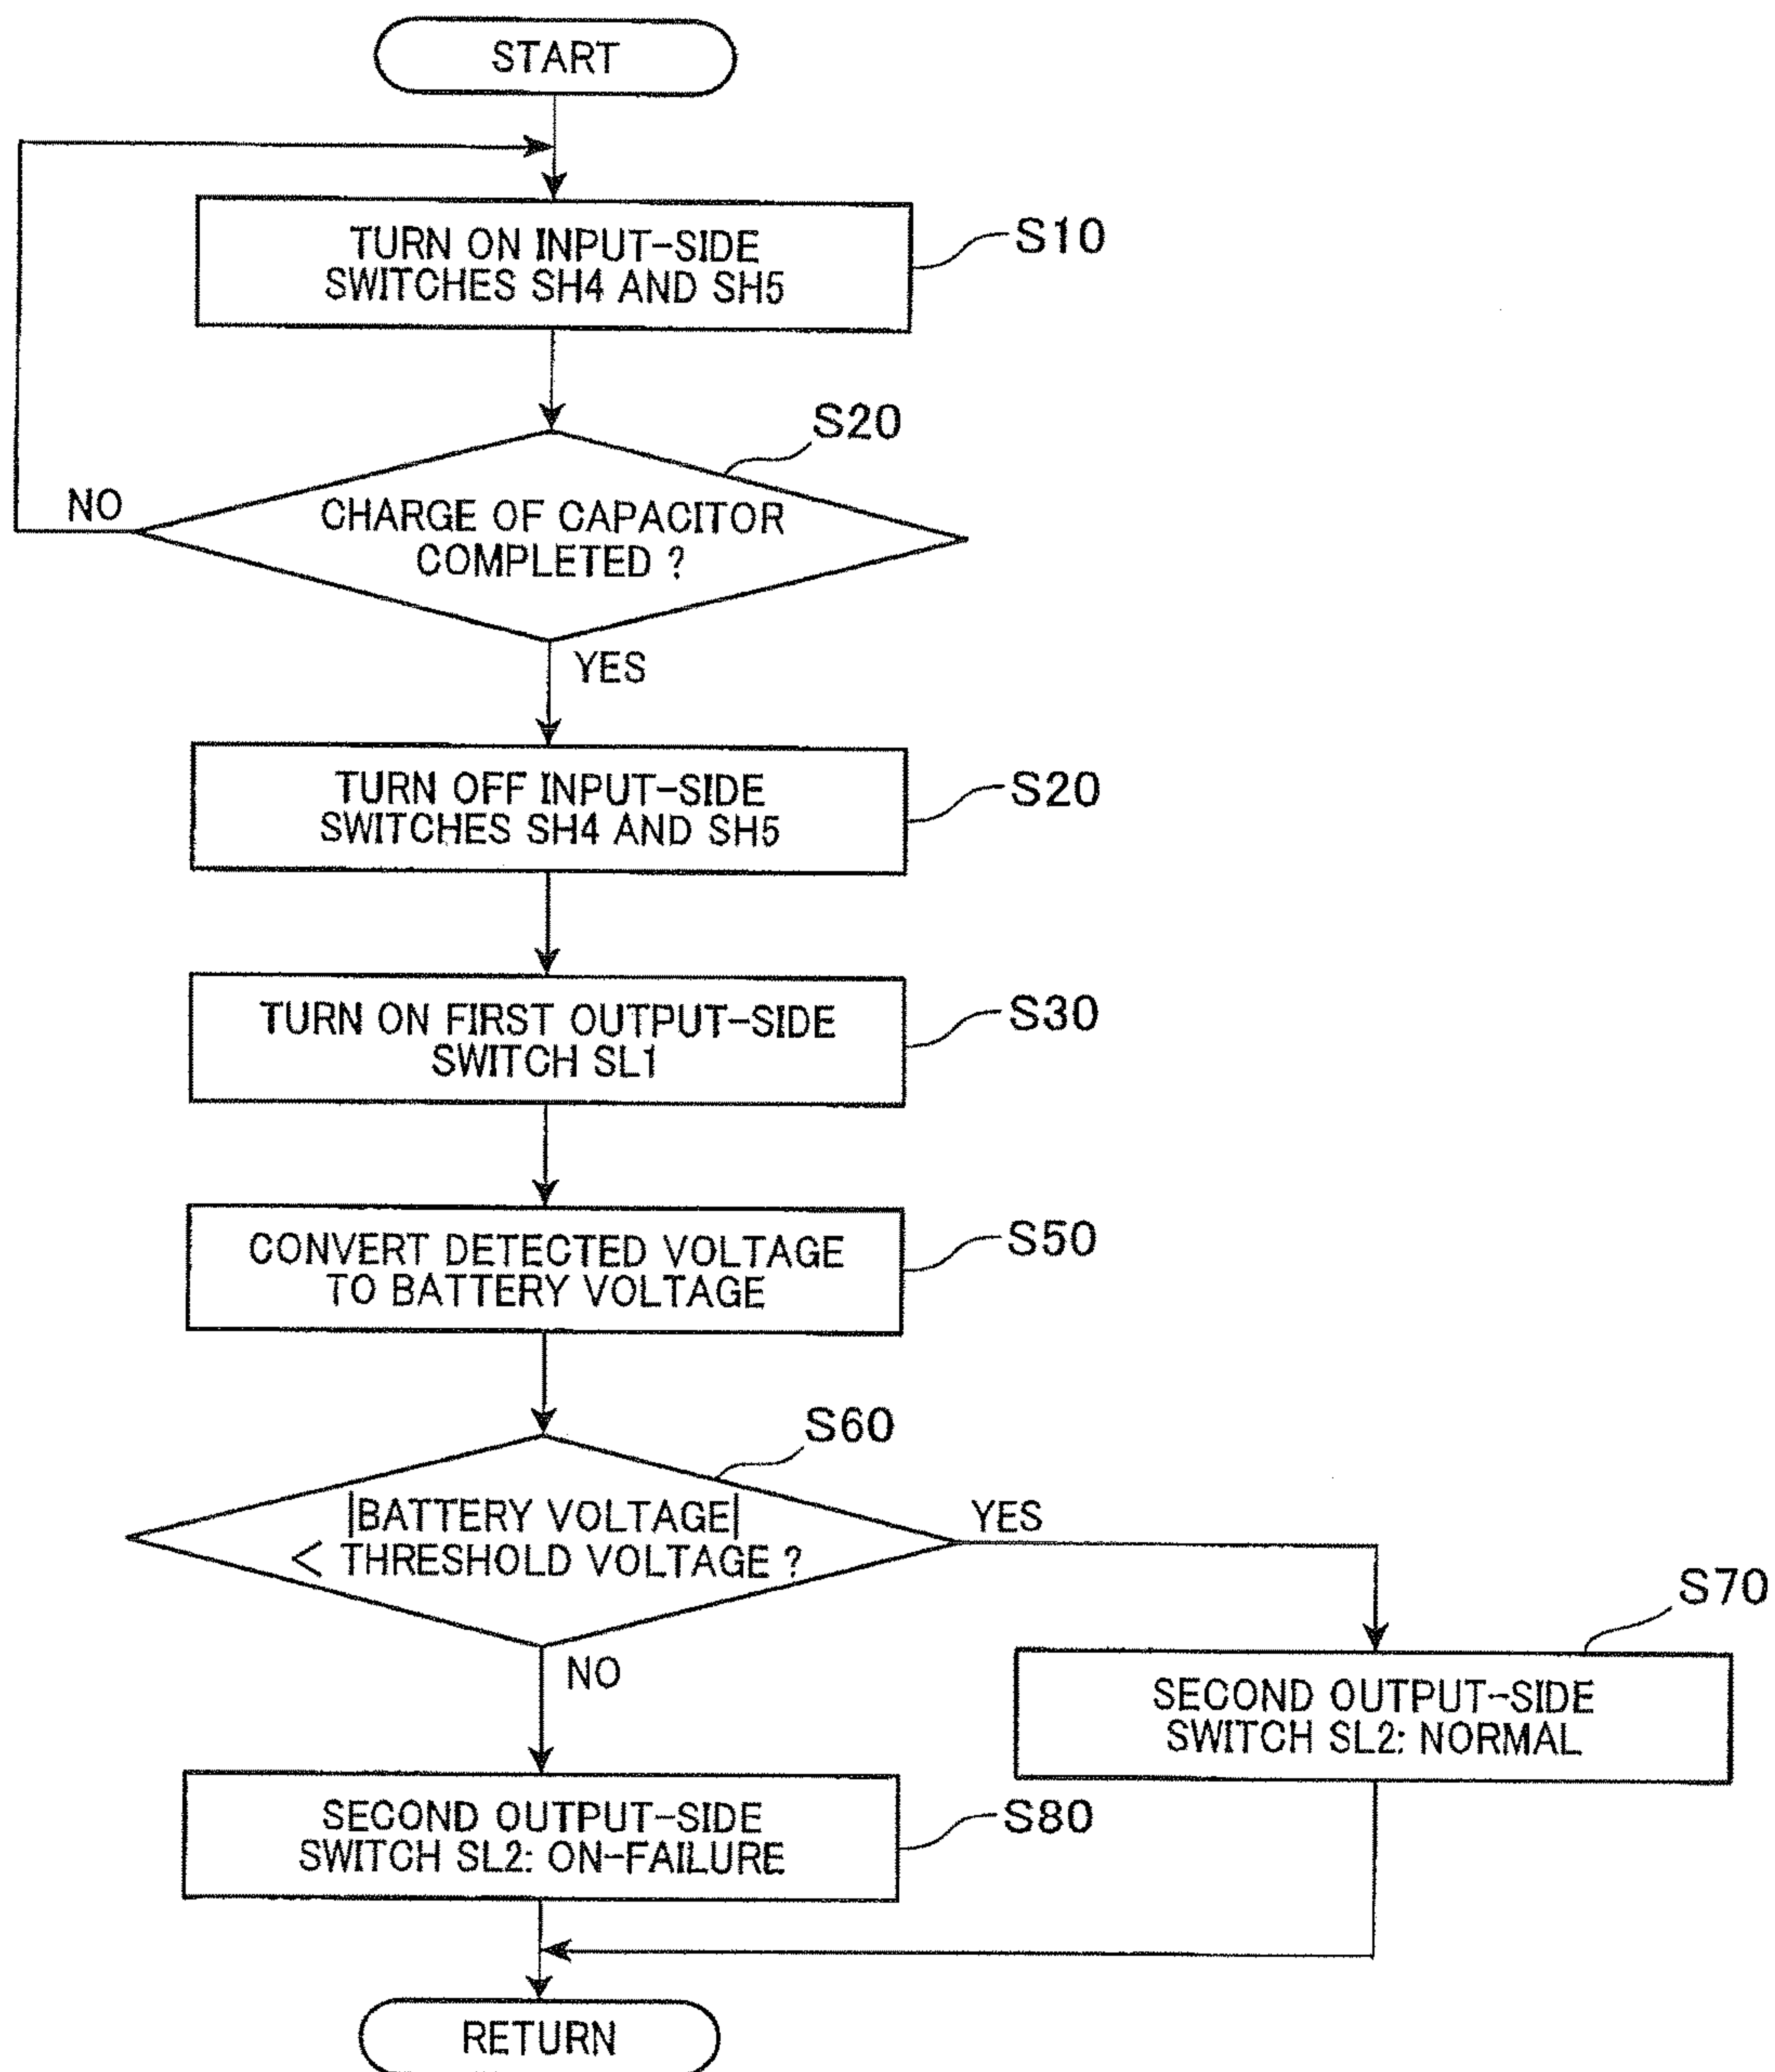 START
TURN ON INPUT-SIDE
SWITCHES SH4 AND SH5
S10
S20
CHARGE OF CAPACITOR
COMPLETED ?
NO
YES
TURN OFF INPUT-SIDE
SWITCHES SH4 AND SH5
S20
TURN ON FIRST OUTPUT-SIDE
SWITCH SL1
S30
CONVERT DETECTED VOLTAGE
TO BATTERY VOLTAGE
S50
S60
|BATTERY VOLTAGE|
< THRESHOLD VOLTAGE ?
YES
NO
S70
SECOND OUTPUT-SIDE
SWITCH SL2: NORMAL
SECOND OUTPUT-SIDE
SWITCH SL2: ON-FAILURE
S80
RETURN